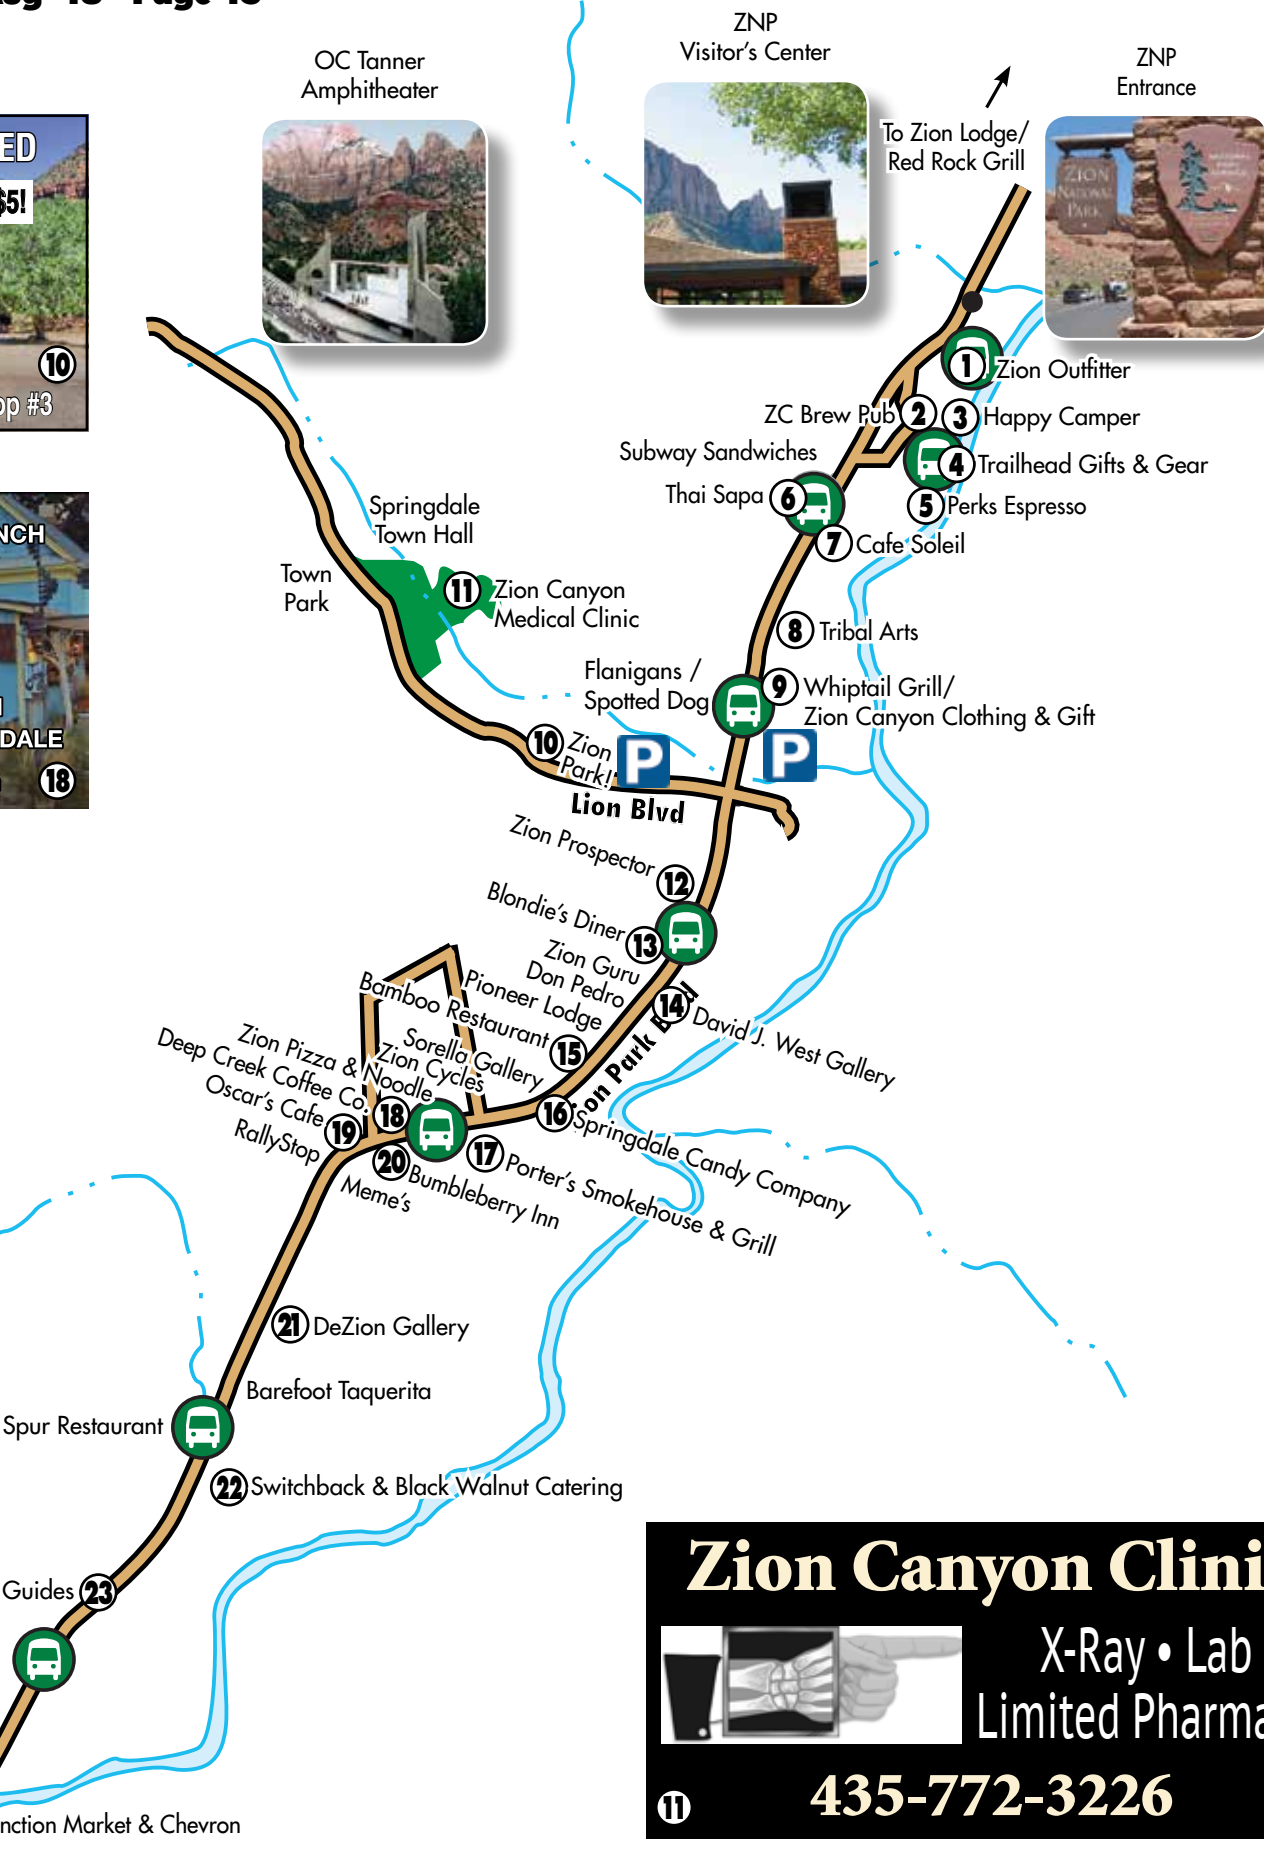 Page 18
OC Tanner
Amphitheater
ZNP
Visitor's Center
ZNP
Entrance
To Zion Lodge/
Red Rock Grill
ZION
NATIONAL
PARK
ED
$5!
10
op #3
NCH
DALE
18
1 Zion Outfitter
ZC Brew Pub 2
3 Happy Camper
Subway Sandwiches
4 Trailhead Gifts & Gear
Thai Sapa 6
5 Perks Espresso
7 Cafe Soleil
Springdale
Town Hall
Town
Park
11 Zion Canyon
Medical Clinic
8 Tribal Arts
Flanigans /
Spotted Dog
9 Whiptail Grill/
Zion Canyon Clothing & Gift
10 Zion
Park!
P
P
Lion Blvd
Zion Prospector
12
Blondie's Diner
13
Zion Guru
Don Pedro
Pioneer Lodge
14 David J. West Gallery
Bamboo Restaurant
15
ion Park B
Sorella Gallery
Zion Cycles
Zion Pizza &
Noodle
Deep Creek Coffee Co.
Oscar's Cafe
RallyStop
18
19
16 Springdale Candy Company
17 Porter's Smokehouse & Grill
20 Bumbleberry Inn
Meme's
21 DeZion Gallery
Barefoot Taquerita
Spur Restaurant
22 Switchback & Black Walnut Catering
Guides 23
nction Market & Chevron
Zion Canyon Clini
X-Ray • Lab
Limited Pharma
435-772-3226
11